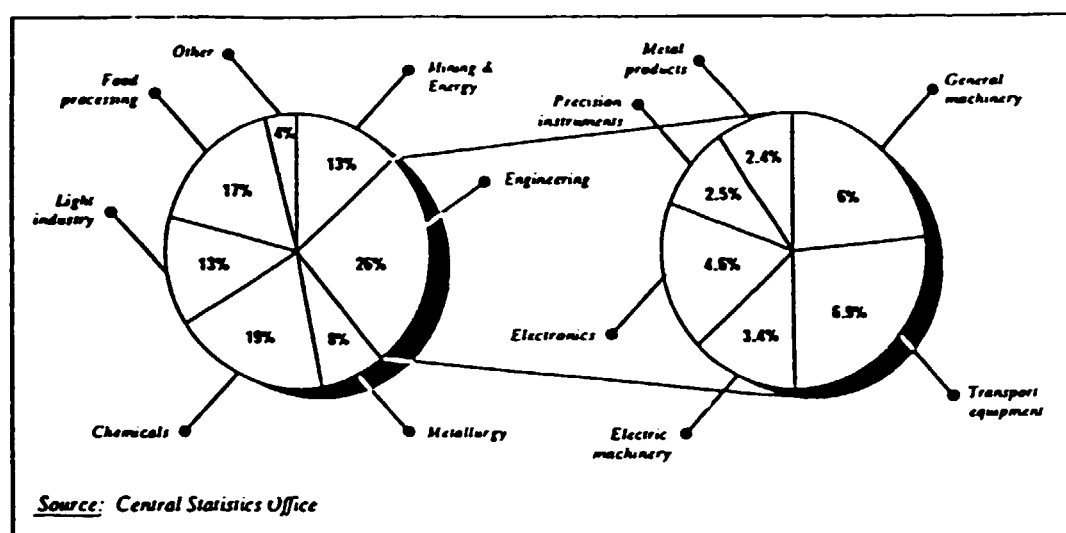 Other
Mining &
Energy
Food
processing
Engineering
Light
industry
Chemicals
Metallurgy
4%
13%
17%
26%
13%
19%
8%
Metal
products
General
machinery
Precision
instruments
Electronics
Electric
machinery
Transport
equipment
2.4%
6%
2.5%
4.6%
3.4%
6.9%
Source: Central Statistics Office